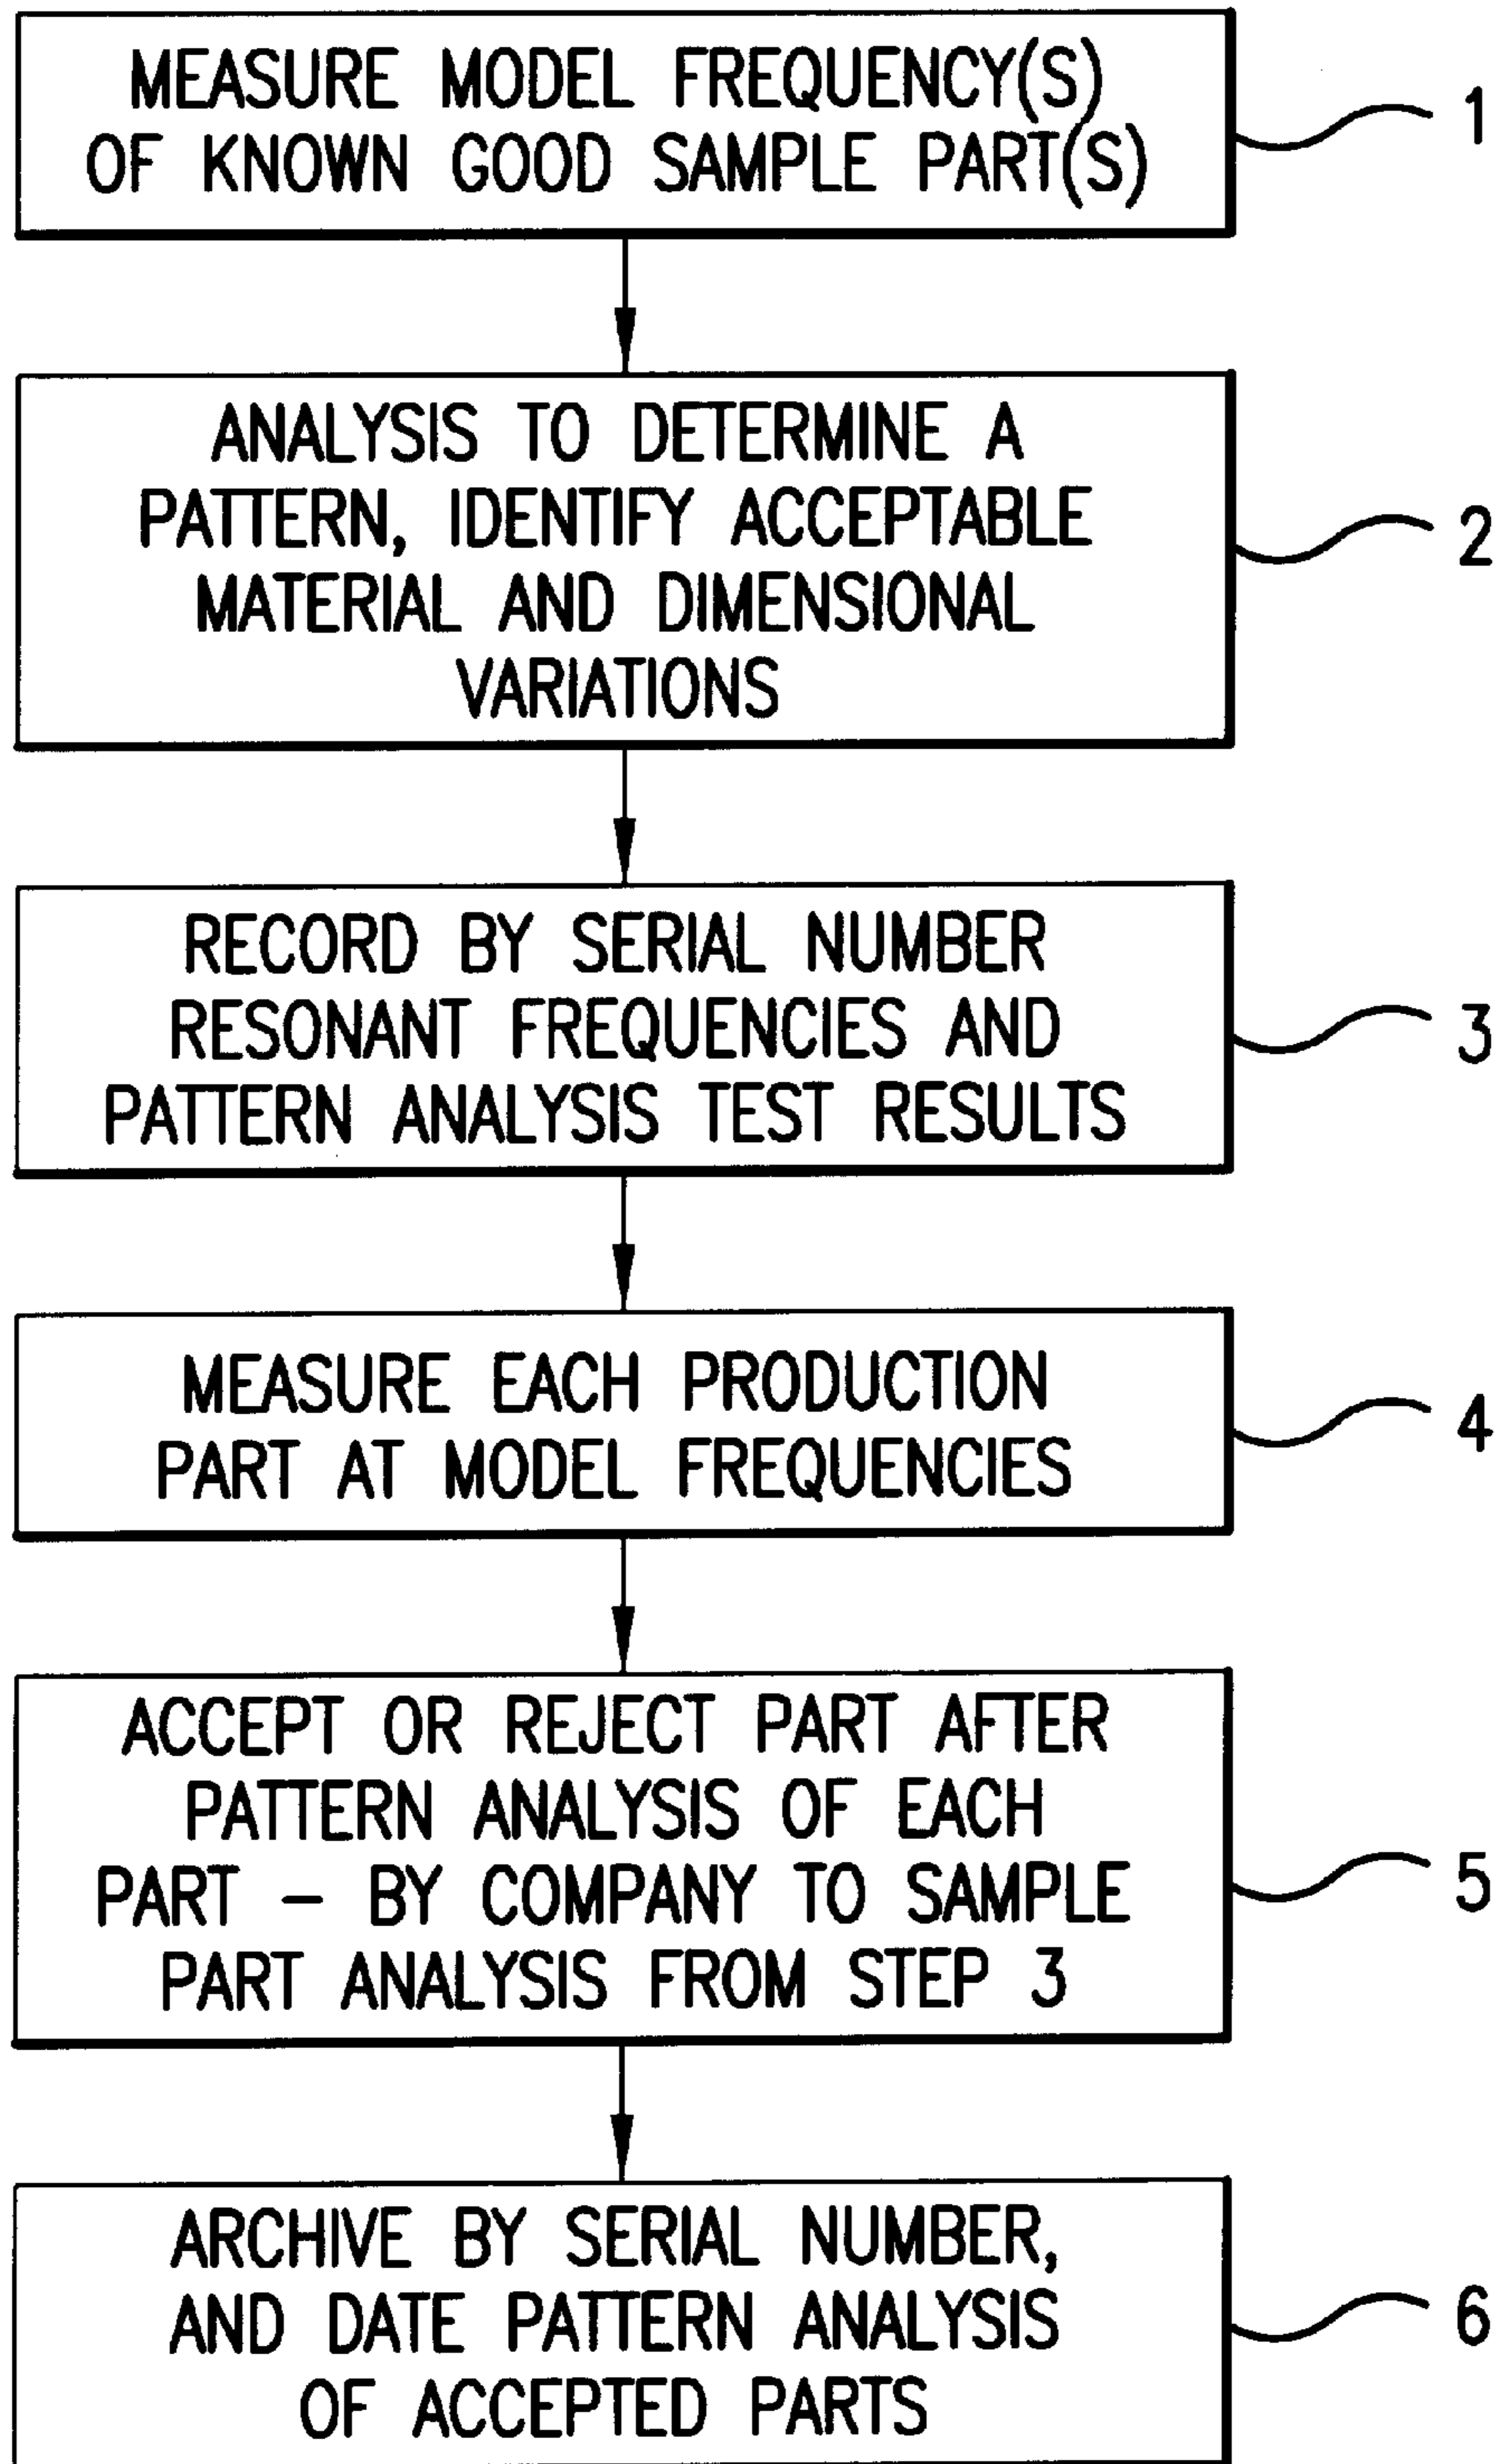 MEASURE MODEL FREQUENCY(S)
OF KNOWN GOOD SAMPLE PART(S)
1
ANALYSIS TO DETERMINE A
PATTERN, IDENTIFY ACCEPTABLE
MATERIAL AND DIMENSIONAL
VARIATIONS
2
RECORD BY SERIAL NUMBER
RESONANT FREQUENCIES AND
PATTERN ANALYSIS TEST RESULTS
3
MEASURE EACH PRODUCTION
PART AT MODEL FREQUENCIES
4
ACCEPT OR REJECT PART AFTER
PATTERN ANALYSIS OF EACH
PART – BY COMPANY TO SAMPLE
PART ANALYSIS FROM STEP 3
5
ARCHIVE BY SERIAL NUMBER,
AND DATE PATTERN ANALYSIS
OF ACCEPTED PARTS
6